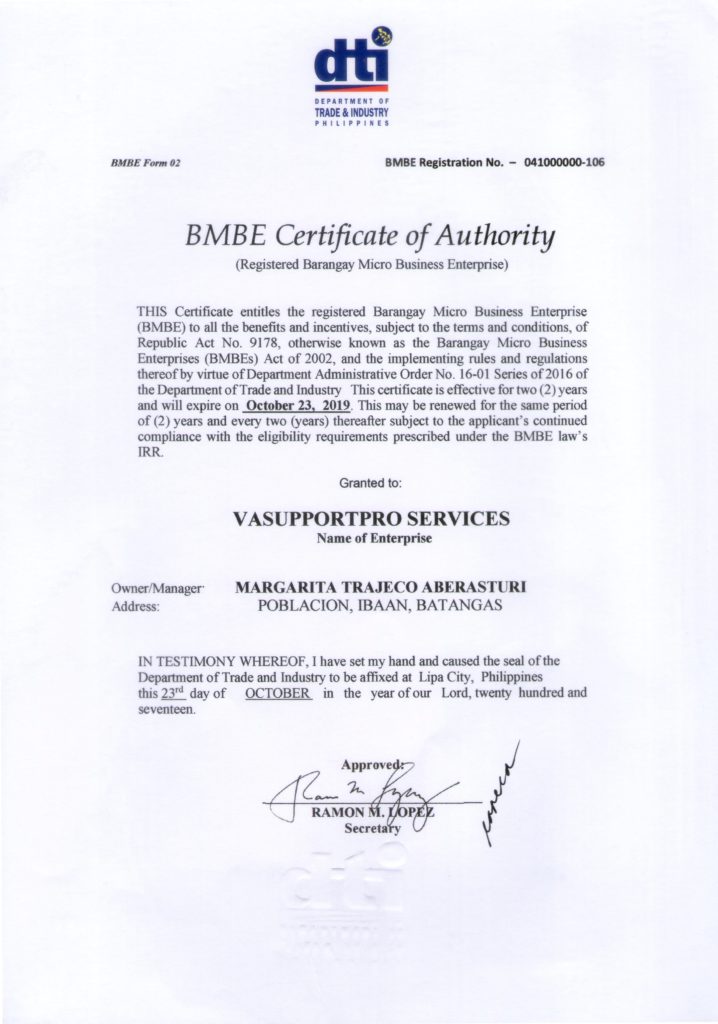 dti
DEPARTMENT OF
TRADE & INDUSTRY
PHILIPPINES
BMBE Form 02
BMBE Registration No. – 041000000-106
BMBE Certificate of Authority
(Registered Barangay Micro Business Enterprise)
THIS Certificate entitles the registered Barangay Micro Business Enterprise
(BMBE) to all the benefits and incentives, subject to the terms and conditions, of
Republic Act No. 9178, otherwise known as the Barangay Micro Business
Enterprises (BMBEs) Act of 2002, and the implementing rules and regulations
thereof by virtue of Department Administrative Order No. 16-01 Series of 2016 of
the Department of Trade and Industry This certificate is effective for two (2) years
and will expire on October 23, 2019. This may be renewed for the same period
of (2) years and every two (years) thereafter subject to the applicant's continued
compliance with the eligibility requirements prescribed under the BMBE law's
IRR.
Granted to:
VASUPPORTPRO SERVICES
Name of Enterprise
Owner/Manager: MARGARITA TRAJECO ABERASTURI
Address: POBLACION, IBAAN, BATANGAS
IN TESTIMONY WHEREOF, I have set my hand and caused the seal of the
Department of Trade and Industry to be affixed at Lipa City, Philippines
this 23rd day of OCTOBER in the year of our Lord, twenty hundred and
seventeen.
Approved:
RAMON M. LOPEZ
Secretary
dti